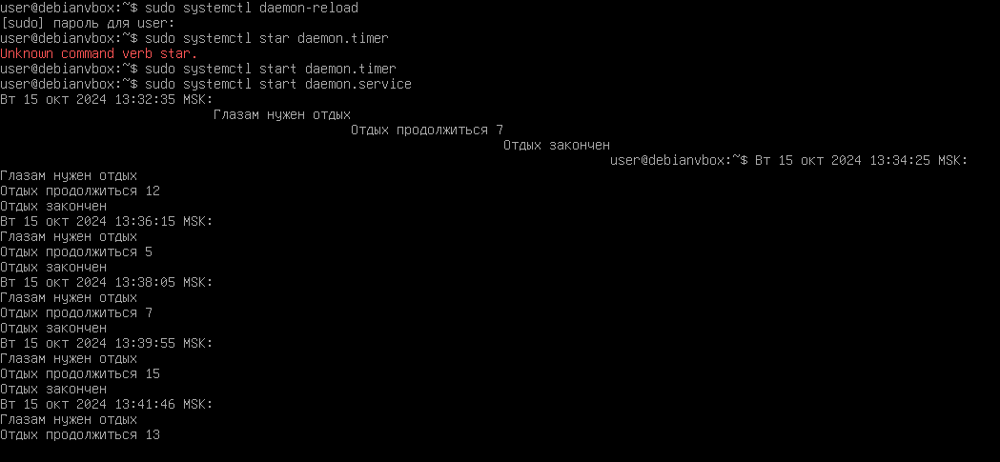 user@debianvbox:~$ sudo systemctl daemon-reload
[sudo] пароль для user:
user@debianvbox:~$ sudo systemctl star daemon.timer
Unknown command verb star.
user@debianvbox:~$ sudo systemctl start daemon.timer
user@debianvbox:~$ sudo systemctl start daemon.service
Вт 15 окт 2024 13:32:35 MSK:
Глазам нужен отдых
Отдых продолжиться 7
Отдых закончен
user@debianvbox:~$ Вт 15 окт 2024 13:34:25 MSK:
Глазам нужен отдых
Отдых продолжиться 12
Отдых закончен
Вт 15 окт 2024 13:36:15 MSK:
Глазам нужен отдых
Отдых продолжиться 5
Отдых закончен
Вт 15 окт 2024 13:38:05 MSK:
Глазам нужен отдых
Отдых продолжиться 7
Отдых закончен
Вт 15 окт 2024 13:39:55 MSK:
Глазам нужен отдых
Отдых продолжиться 15
Отдых закончен
Вт 15 окт 2024 13:41:46 MSK:
Глазам нужен отдых
Отдых продолжиться 13